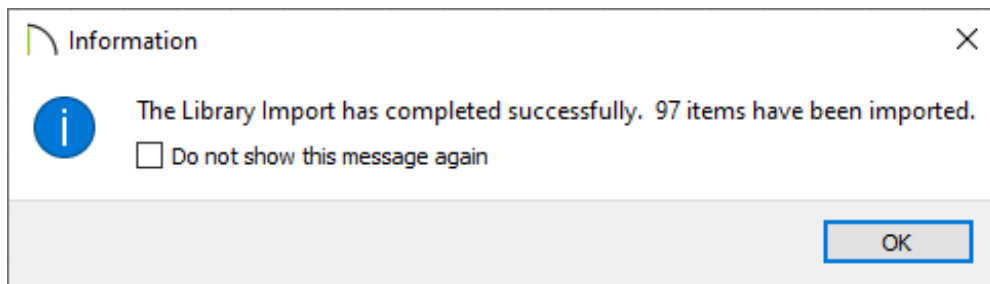 Information
The Library Import has completed successfully.  97 items have been imported.
Do not show this message again
OK